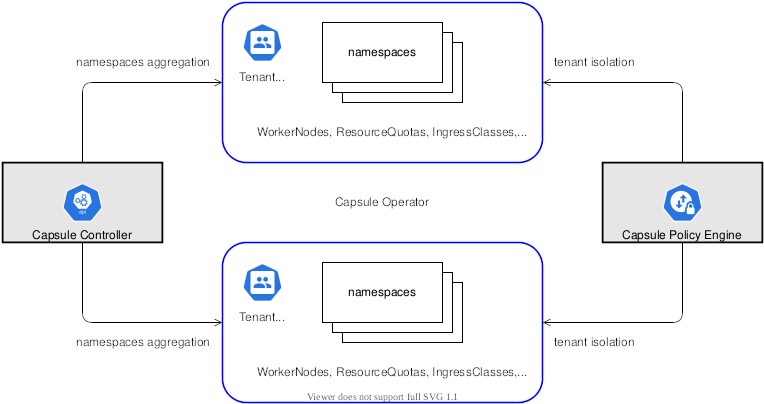 namespaces aggregation
namespaces
tenant isolation
Tenant...
WorkerNodes, ResourceQuotas, IngressClasses,...
api
Capsule Controller
Capsule Operator
Capsule Policy Engine
namespaces
Tenant...
namespaces aggregation
tenant isolation
WorkerNodes, ResourceQuotas, IngressClasses,...
Viewer does not support full SVG 1.1